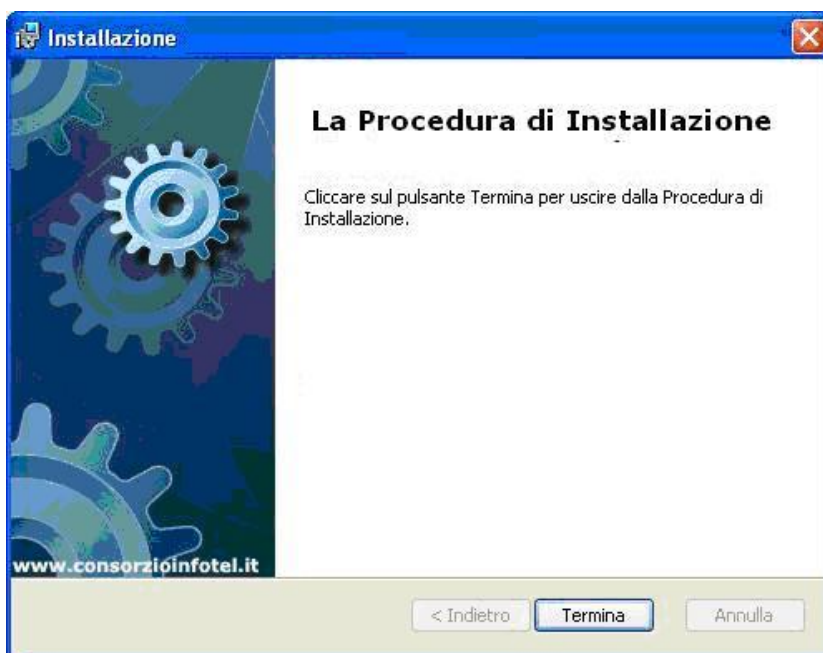 Installazione
La Procedura di Installazione
Cliccare sul pulsante Termina per uscire dalla Procedura di
Installazione.
www.consorzioinfotel.it
< Indietro
Termina
Annulla